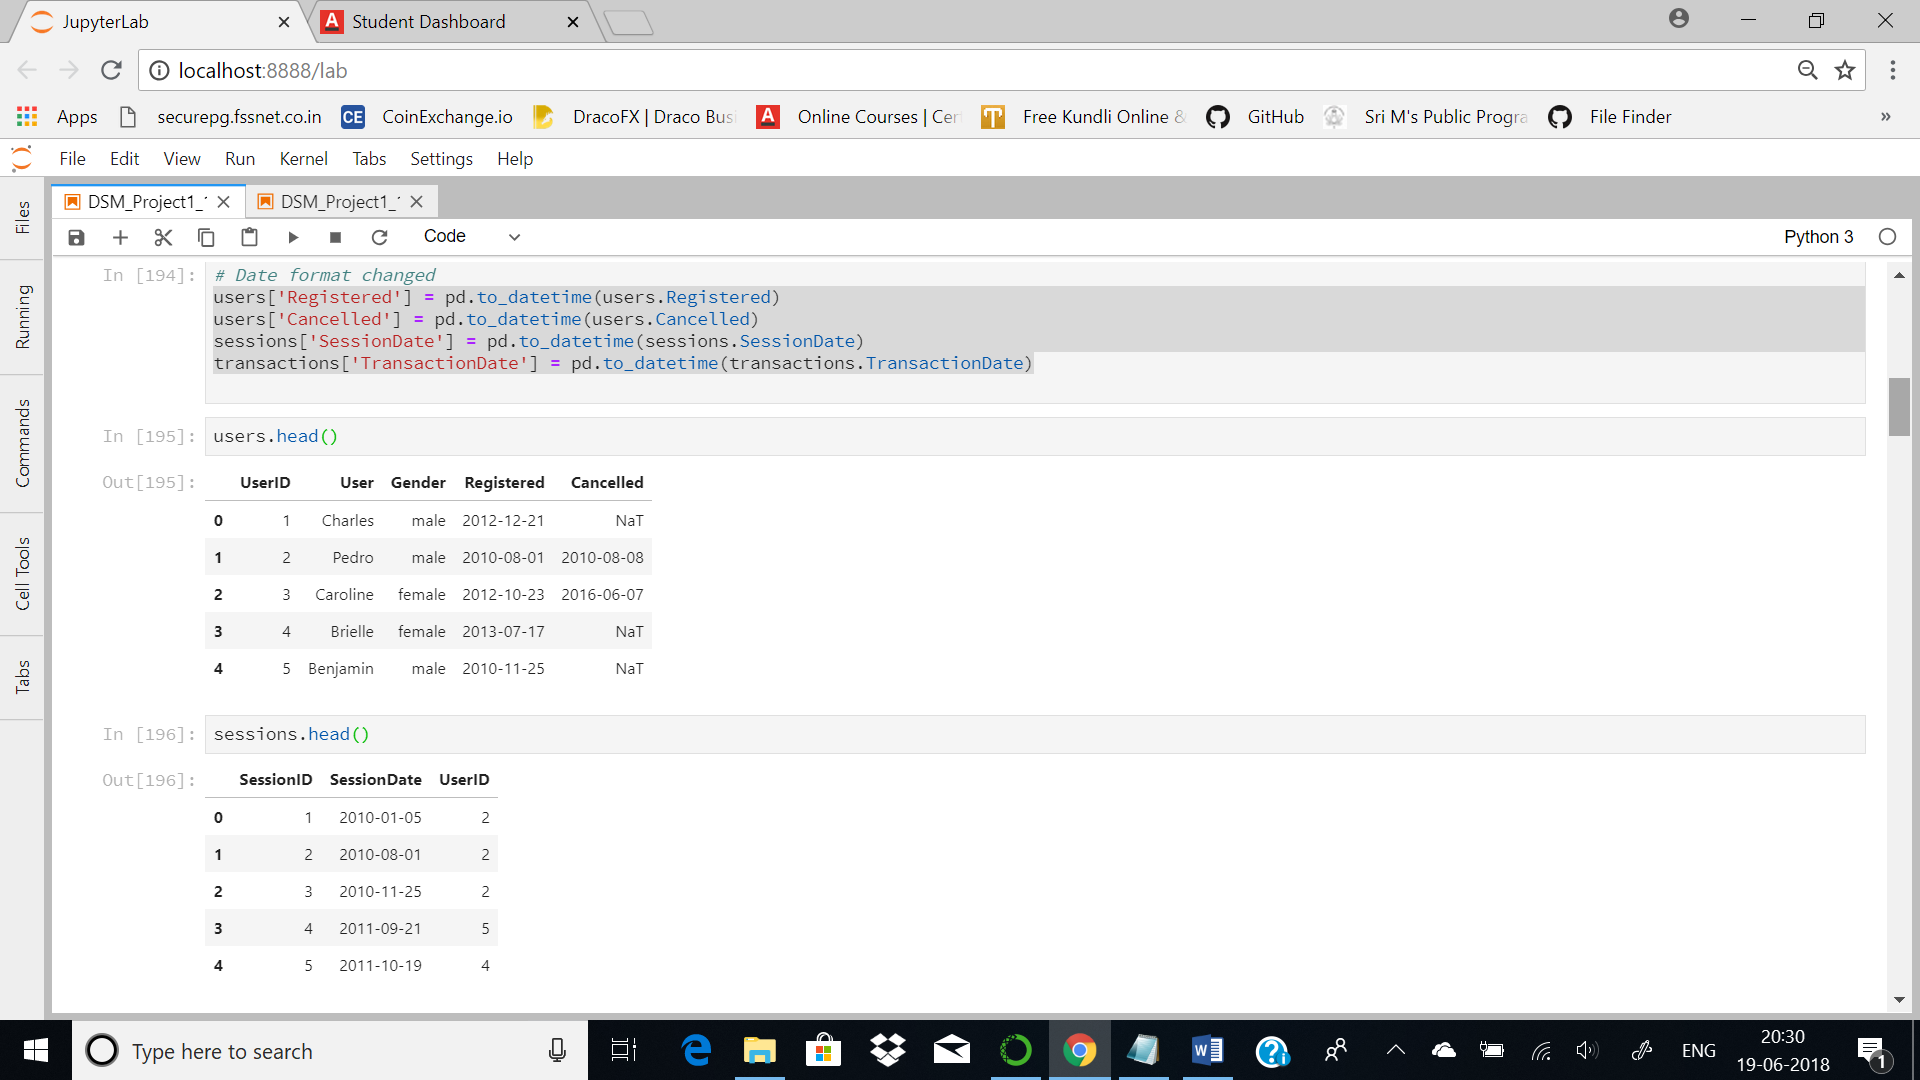 JupyterLab
Student Dashboard
localhost:8888/lab
Apps securepg.fssnet.co.in CE CoinExchange.io DracoFX | Draco Busi Online Courses | Cer Free Kundli Online & GitHub Sri M's Public Progra File Finder »
File Edit View Run Kernel Tabs Settings Help
DSM_Project1_
DSM_Project1_
Code
Python 3
Files
Running
Commands
Cell Tools
Tabs
In [194]:
# Date format changed
users['Registered'] = pd.to_datetime(users.Registered)
users['Cancelled'] = pd.to_datetime(users.Cancelled)
sessions['SessionDate'] = pd.to_datetime(sessions.SessionDate)
transactions['TransactionDate'] = pd.to_datetime(transactions.TransactionDate)
In [195]: users.head()
Out[195]:
UserID User Gender Registered Cancelled
0 1 Charles male 2012-12-21 NaT
1 2 Pedro male 2010-08-01 2010-08-08
2 3 Caroline female 2012-10-23 2016-06-07
3 4 Brielle female 2013-07-17 NaT
4 5 Benjamin male 2010-11-25 NaT
In [196]: sessions.head()
Out[196]:
SessionID SessionDate UserID
0 1 2010-01-05 2
1 2 2010-08-01 2
2 3 2010-11-25 2
3 4 2011-09-21 5
4 5 2011-10-19 4
Type here to search
ENG
20:30
19-06-2018
1